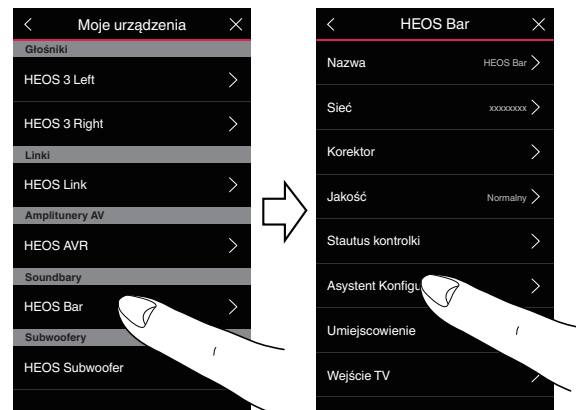 Moje urządzenia
Głośniki
HEOS 3 Left
HEOS 3 Right
Linki
HEOS Link
Amplitunery AV
HEOS AVR
Soundbary
HEOS Bar
Subwoofery
HEOS Subwoofer
HEOS Bar
Nazwa HEOS Bar
Sieć xxxxxxxx
Korektor
Jakość Normalny
Stautus kontrolki
Asystent Konfigu
Umiejscowienie
Wejście TV